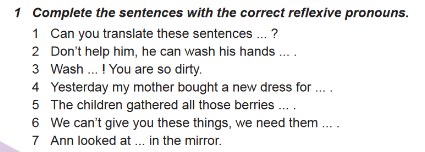 1 Complete the sentences with the correct reflexive pronouns.
1 Can you translate these sentences ... ?
2 Don't help him, he can wash his hands ... .
3 Wash ... ! You are so dirty.
4 Yesterday my mother bought a new dress for ... .
5 The children gathered all those berries ... .
6 We can't give you these things, we need them ... .
7 Ann looked at ... in the mirror.